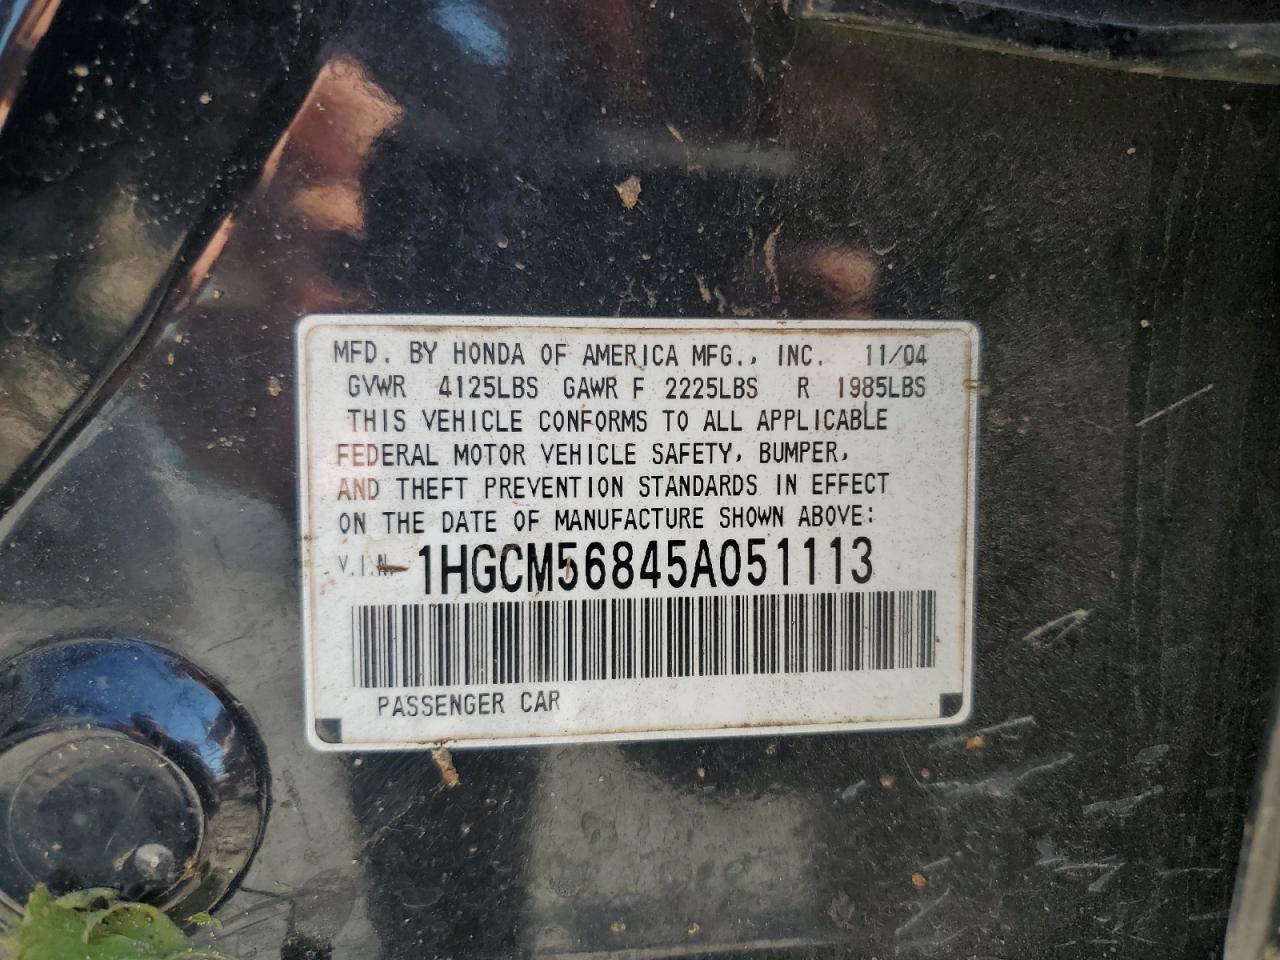 MFD. BY HONDA OF AMERICA MFG., INC. 11/04
GVWR 4125LBS GAWR F 2225LBS R 1985LBS
THIS VEHICLE CONFORMS TO ALL APPLICABLE
FEDERAL MOTOR VEHICLE SAFETY, BUMPER,
AND THEFT PREVENTION STANDARDS IN EFFECT
ON THE DATE OF MANUFACTURE SHOWN ABOVE:
V.I.N. 1HGCM56845A051113
PASSENGER CAR